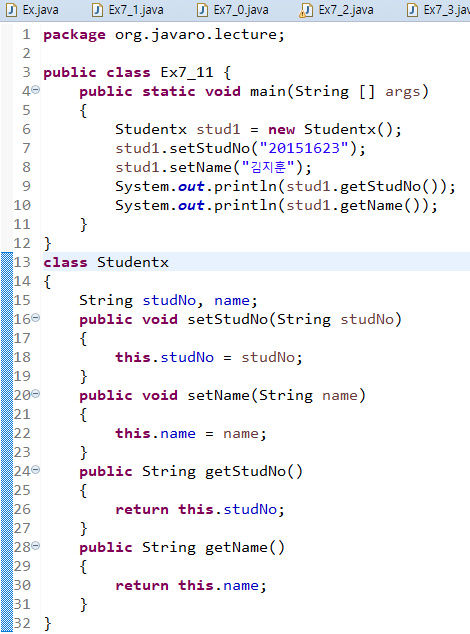 Ex.java Ex7_1.java Ex7_0.java Ex7_2.java Ex7_3.jav
1 package org.javaro.lecture;
2
3 public class Ex7_11 {
4 public static void main(String [] args)
5 {
6 Studentx stud1 = new Studentx();
7 stud1.setStudNo("20151623");
8 stud1.setName("김지훈");
9 System.out.println(stud1.getStudNo());
10 System.out.println(stud1.getName());
11 }
12 }
13 class Studentx
14 {
15 String studNo, name;
16 public void setStudNo(String studNo)
17 {
18 this.studNo = studNo;
19 }
20 public void setName(String name)
21 {
22 this.name = name;
23 }
24 public String getStudNo()
25 {
26 return this.studNo;
27 }
28 public String getName()
29 {
30 return this.name;
31 }
32 }